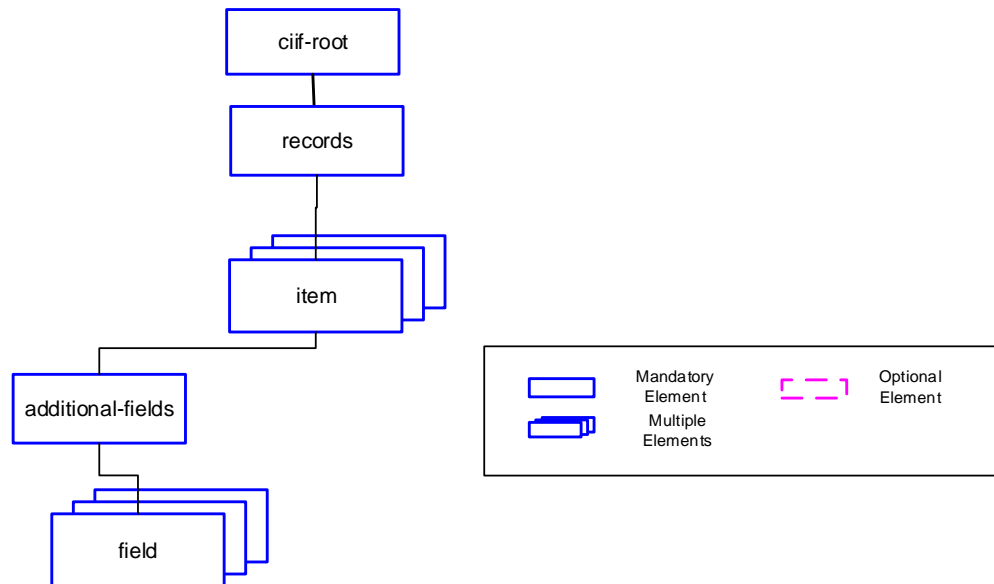 ciif-root
records
item
additional-fields
field
Mandatory
Element
Optional
Element
Multiple
Elements